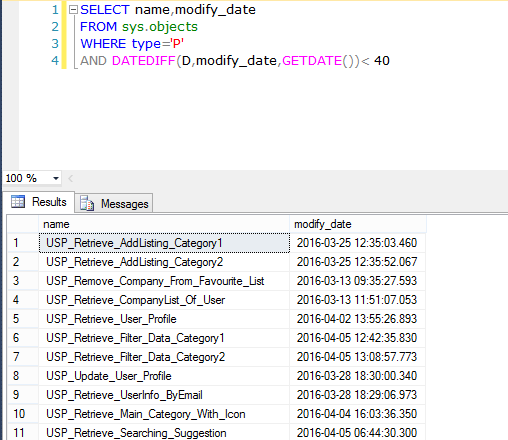 1 SELECT name,modify_date
2 FROM sys.objects
3 WHERE type='P'
4 AND DATEDIFF(D,modify_date,GETDATE())< 40
100 %
Results Messages
name modify_date
1 USP_Retrieve_AddListing_Category1 2016-03-25 12:35:03.460
2 USP_Retrieve_AddListing_Category2 2016-03-25 12:35:52.067
3 USP_Remove_Company_From_Favourite_List 2016-03-13 09:35:27.593
4 USP_Retrieve_CompanyList_Of_User 2016-03-13 11:51:07.053
5 USP_Retrieve_User_Profile 2016-04-02 13:55:26.893
6 USP_Retrieve_Filter_Data_Category1 2016-04-05 12:42:35.830
7 USP_Retrieve_Filter_Data_Category2 2016-04-05 13:08:57.773
8 USP_Update_User_Profile 2016-03-28 18:30:00.340
9 USP_Retrieve_UserInfo_ByEmail 2016-03-28 18:29:06.973
10 USP_Retrieve_Main_Category_With_Icon 2016-04-04 16:03:36.350
11 USP_Retrieve_Searching_Suggestion 2016-04-05 06:44:30.300